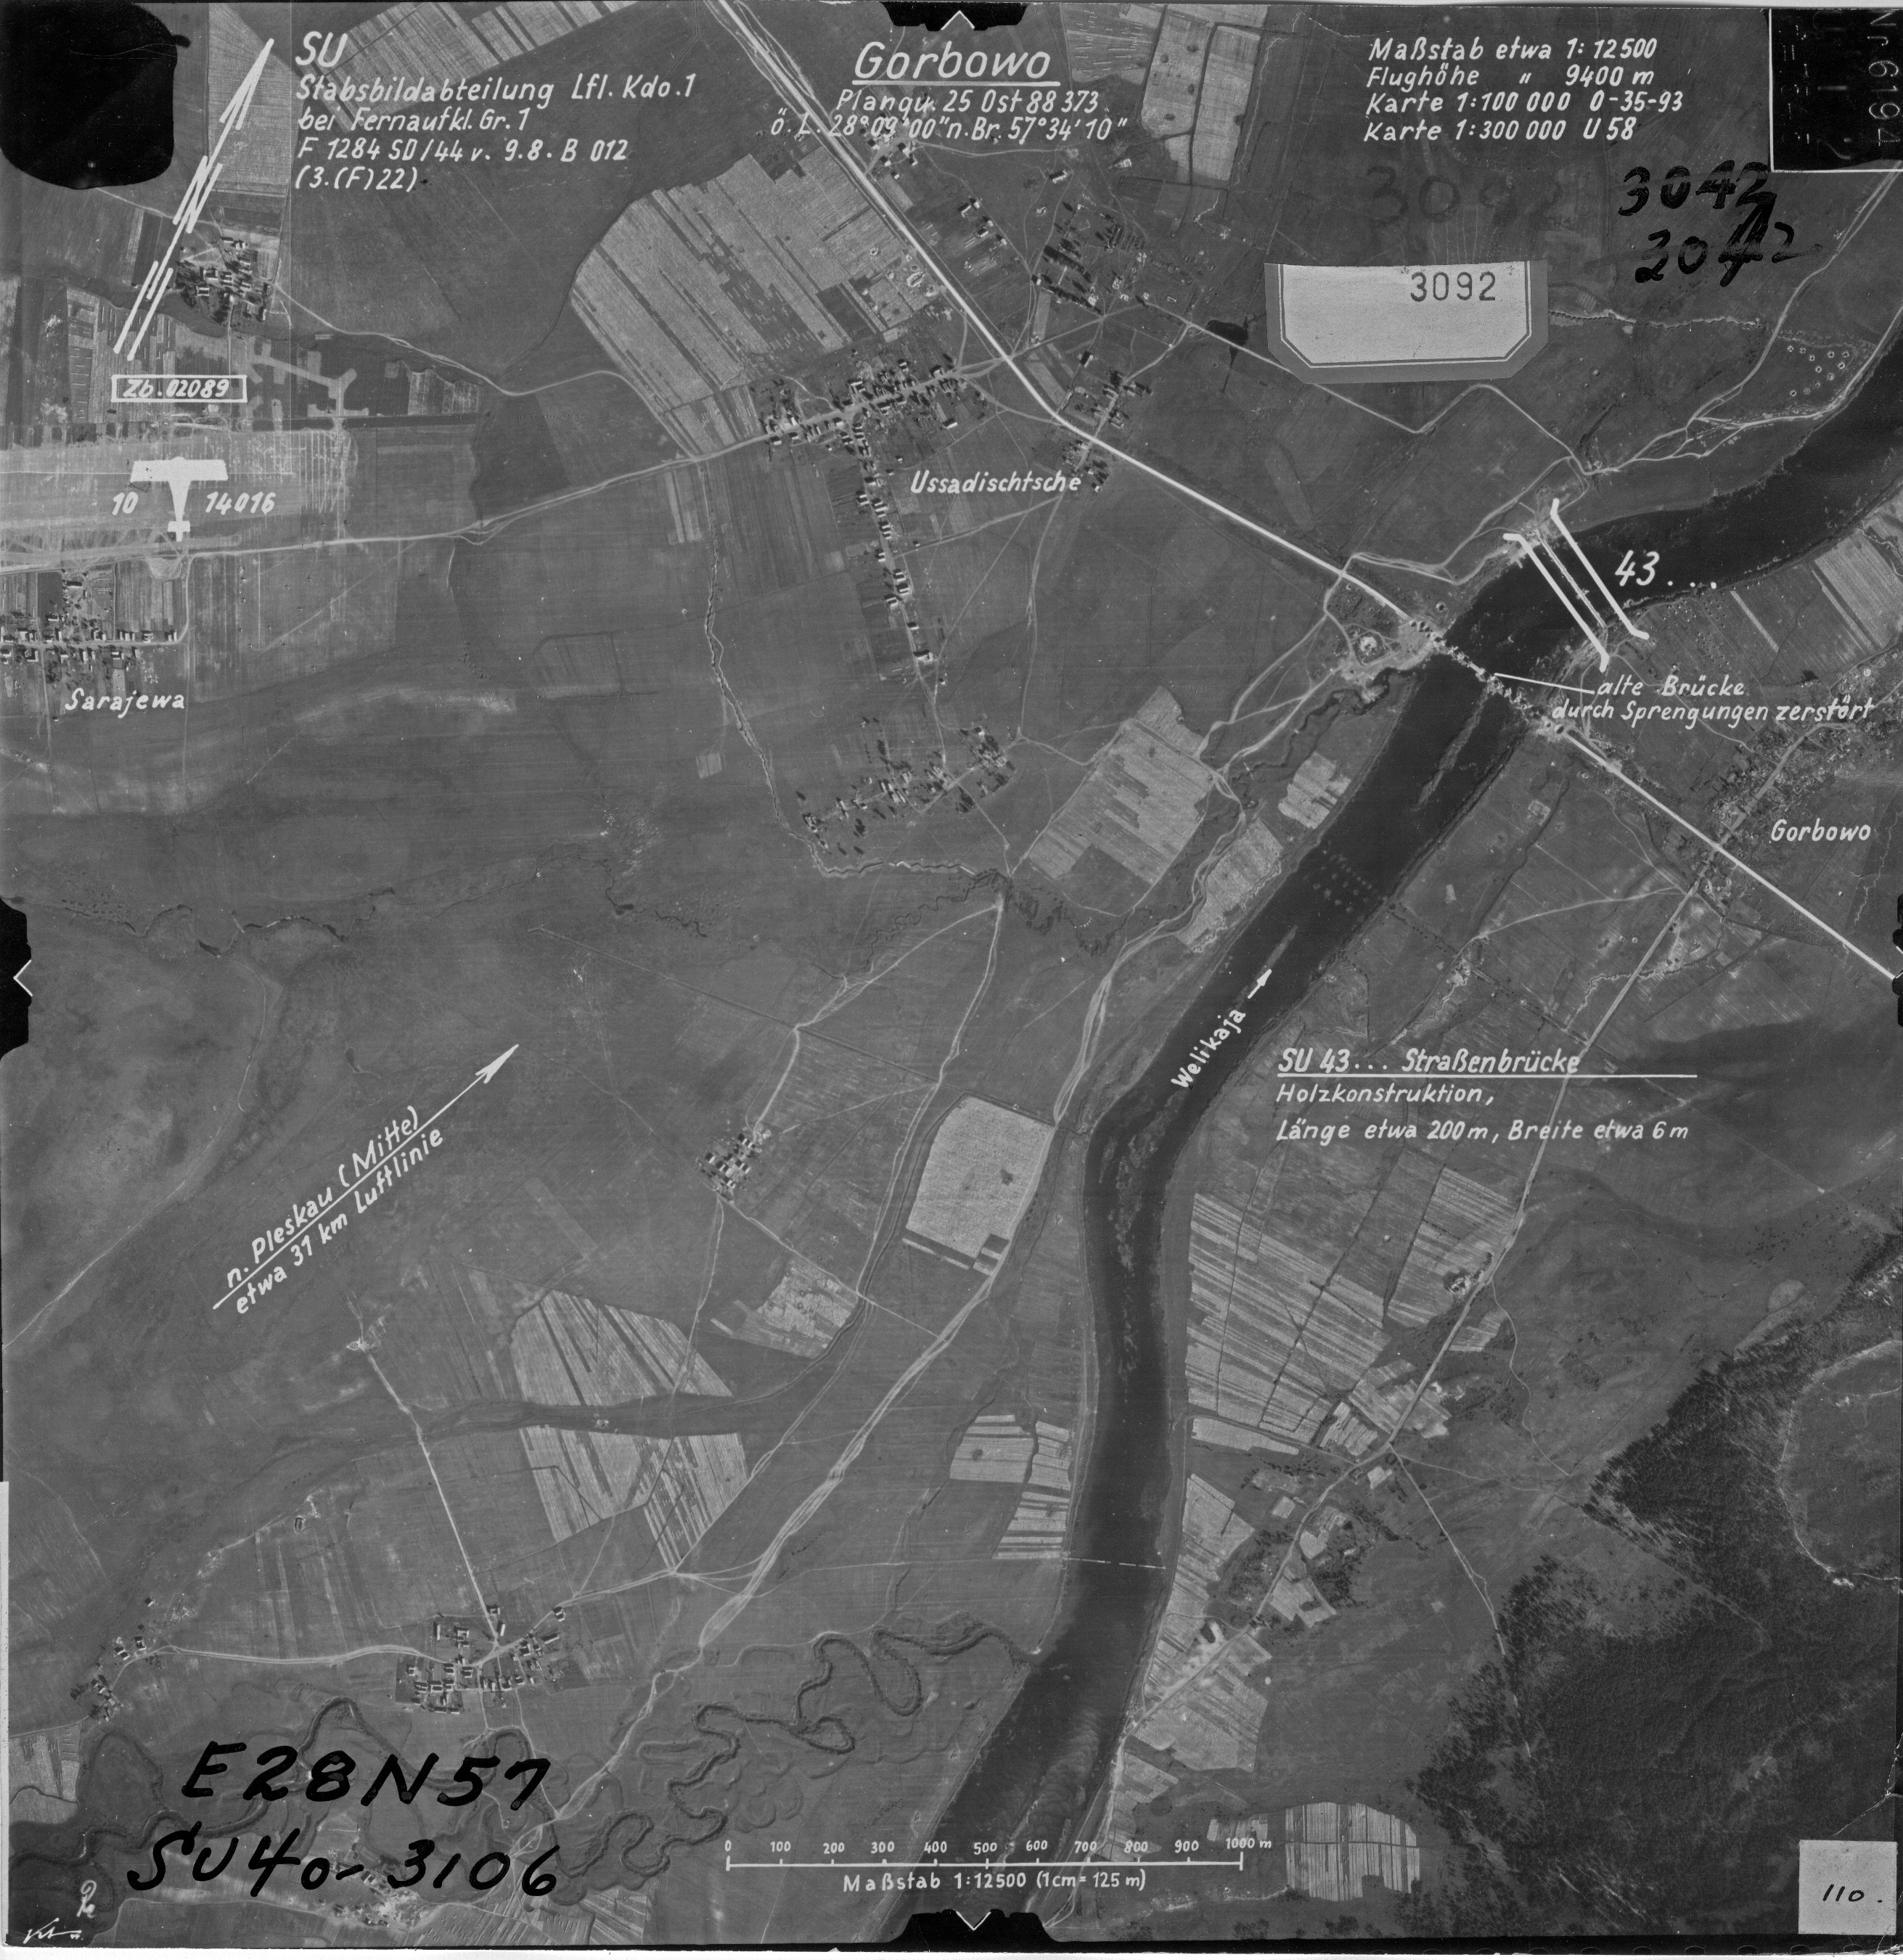 SU
Stabsbildabteilung Lfl. Kdo. 1
bei Fernaufkl. Gr. 1
F 1284 SD/44 v. 9.8. B 012
(3.(F)22)
N
Gorbowo
Planqu. 25 Ost 88 373
ö. L. 28°09'00" n. Br. 57°34'10"
Maßstab etwa 1:12500
Flughöhe " 9400 m
Karte 1:100 000 O-35-93
Karte 1:300 000 U 58
Nr 6194
3092
3042
3042
3092
Zb. 02089
10 14016
Ussadischtsche
43...
Sarajewa
alte Brücke
durch Sprengungen zerstört
Gorbowo
Welikaja
SU 43... Straßenbrücke
Holzkonstruktion,
Länge etwa 200 m, Breite etwa 6 m
n. Pleskau (Mitte)
etwa 31 km Luftlinie
E28N57
SU40-3106
0 100 200 300 400 500 600 700 800 900 1000 m
Maßstab 1:12500 (1cm = 125 m)
110.